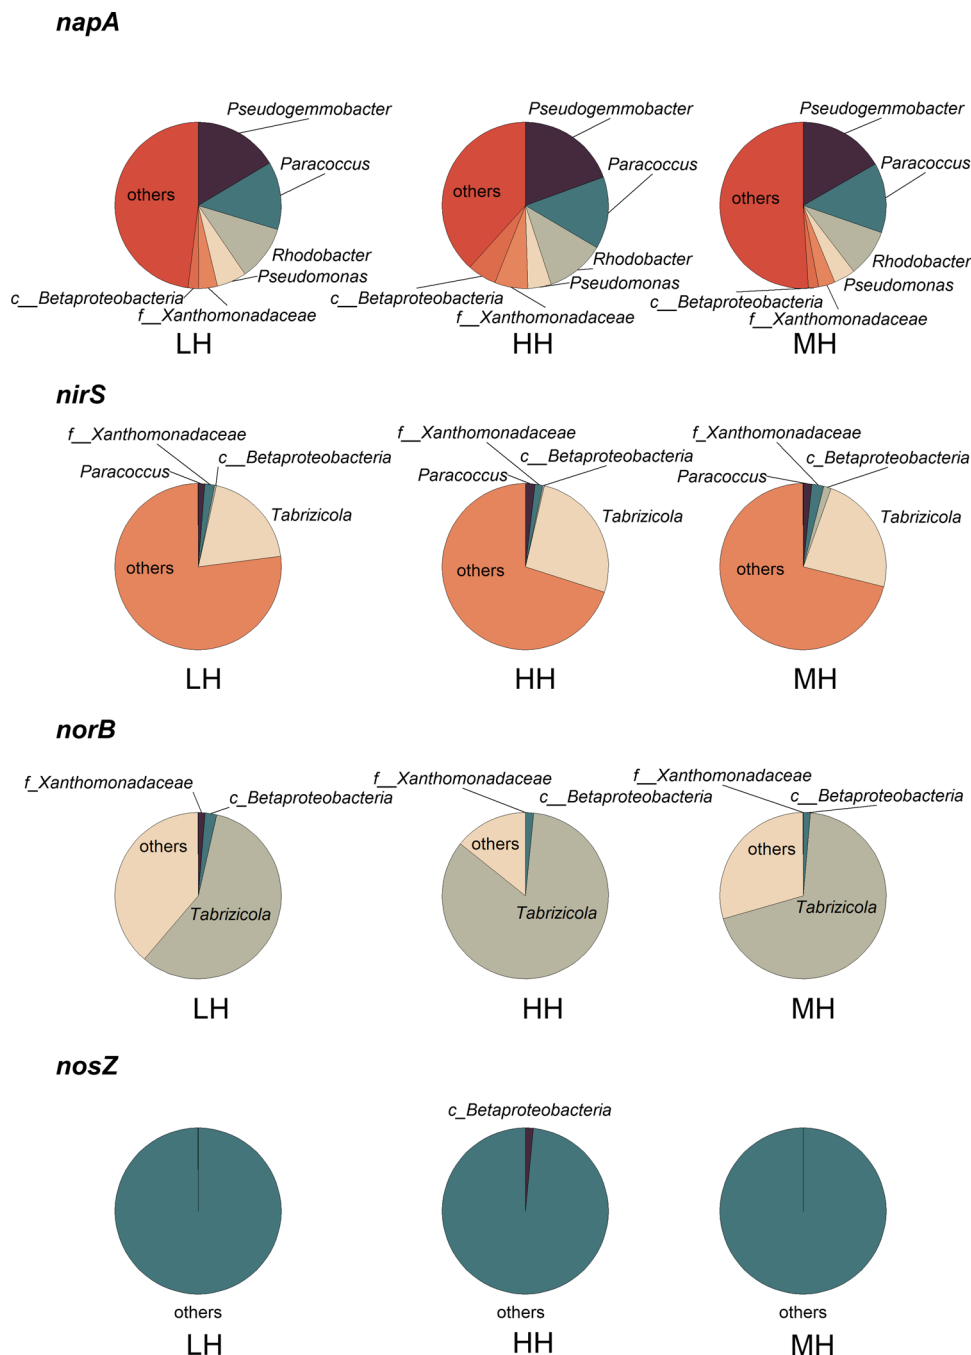 napA
Pseudogemmobacter
Paracoccus
others
Rhodobacter
Pseudomonas
c__Betaproteobacteria
f__Xanthomonadaceae
LH
Pseudogemmobacter
Paracoccus
others
Rhodobacter
Pseudomonas
c__Betaproteobacteria
f__Xanthomonadaceae
HH
Pseudogemmobacter
Paracoccus
others
Rhodobacter
Pseudomonas
c__Betaproteobacteria
f__Xanthomonadaceae
MH
nirS
f__Xanthomonadaceae
c__Betaproteobacteria
Paracoccus
Tabrizicola
others
LH
f__Xanthomonadaceae
c__Betaproteobacteria
Paracoccus
Tabrizicola
others
HH
f_Xanthomonadaceae
c_Betaproteobacteria
Paracoccus
Tabrizicola
others
MH
norB
f_Xanthomonadaceae
c_Betaproteobacteria
others
Tabrizicola
LH
f__Xanthomonadaceae
c__Betaproteobacteria
others
Tabrizicola
HH
f__Xanthomonadaceae
c__Betaproteobacteria
others
Tabrizicola
MH
nosZ
others
LH
c_Betaproteobacteria
others
HH
others
MH